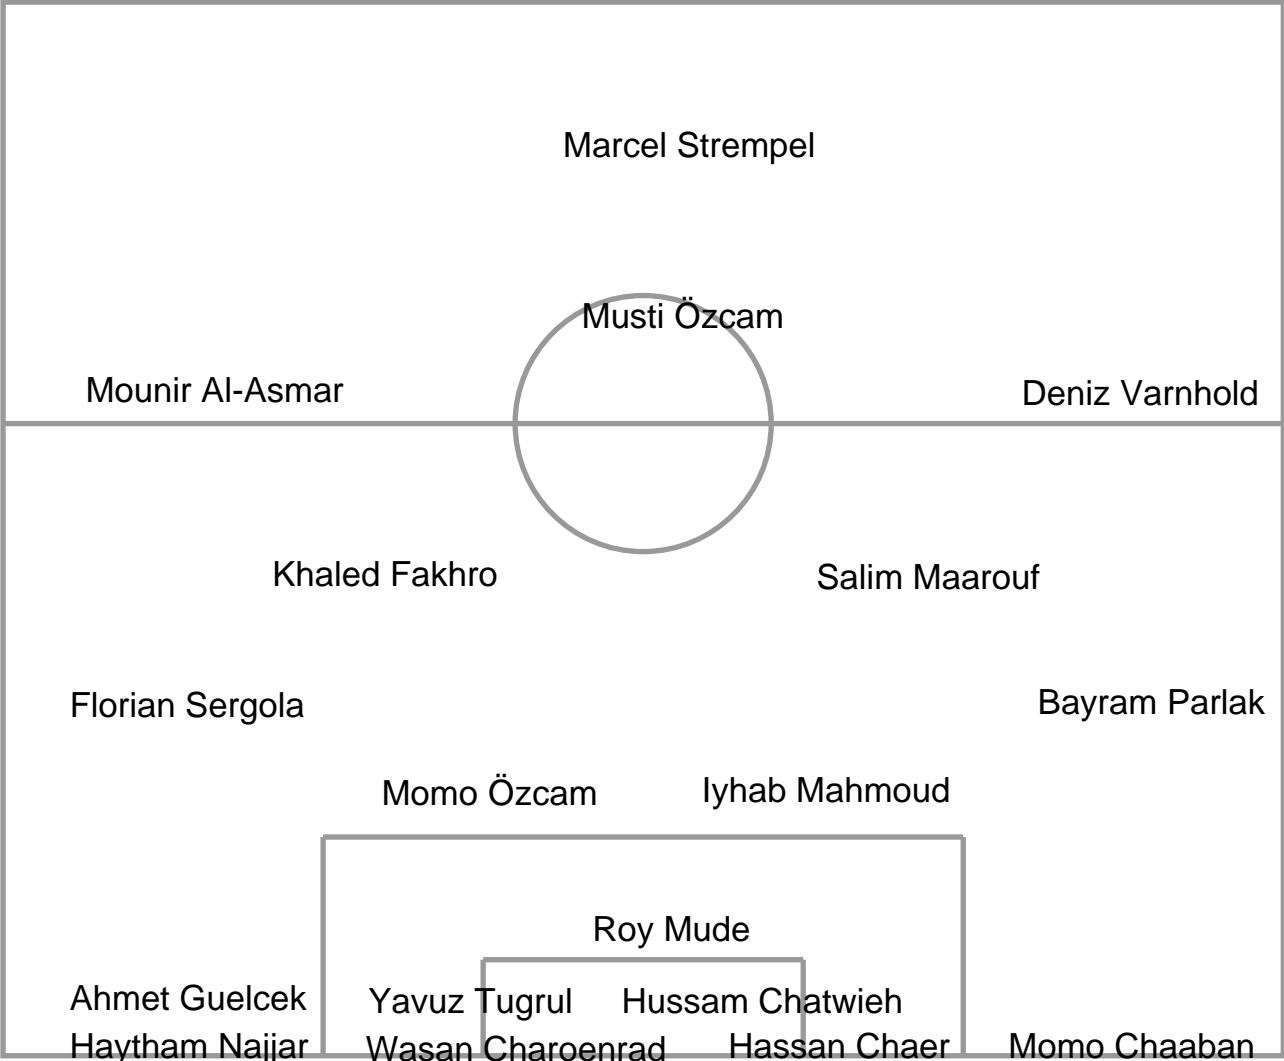 Marcel Strempel
Musti Özcam
Mounir Al-Asmar
Deniz Varnhold
Khaled Fakhro
Salim Maarouf
Florian Sergola
Bayram Parlak
Momo Özcam
Iyhab Mahmoud
Roy Mude
Ahmet Guelcek
Yavuz Tugrul
Hussam Chatwieh
Haytham Najjar
Wasan Charoenrad
Hassan Chaer
Momo Chaaban